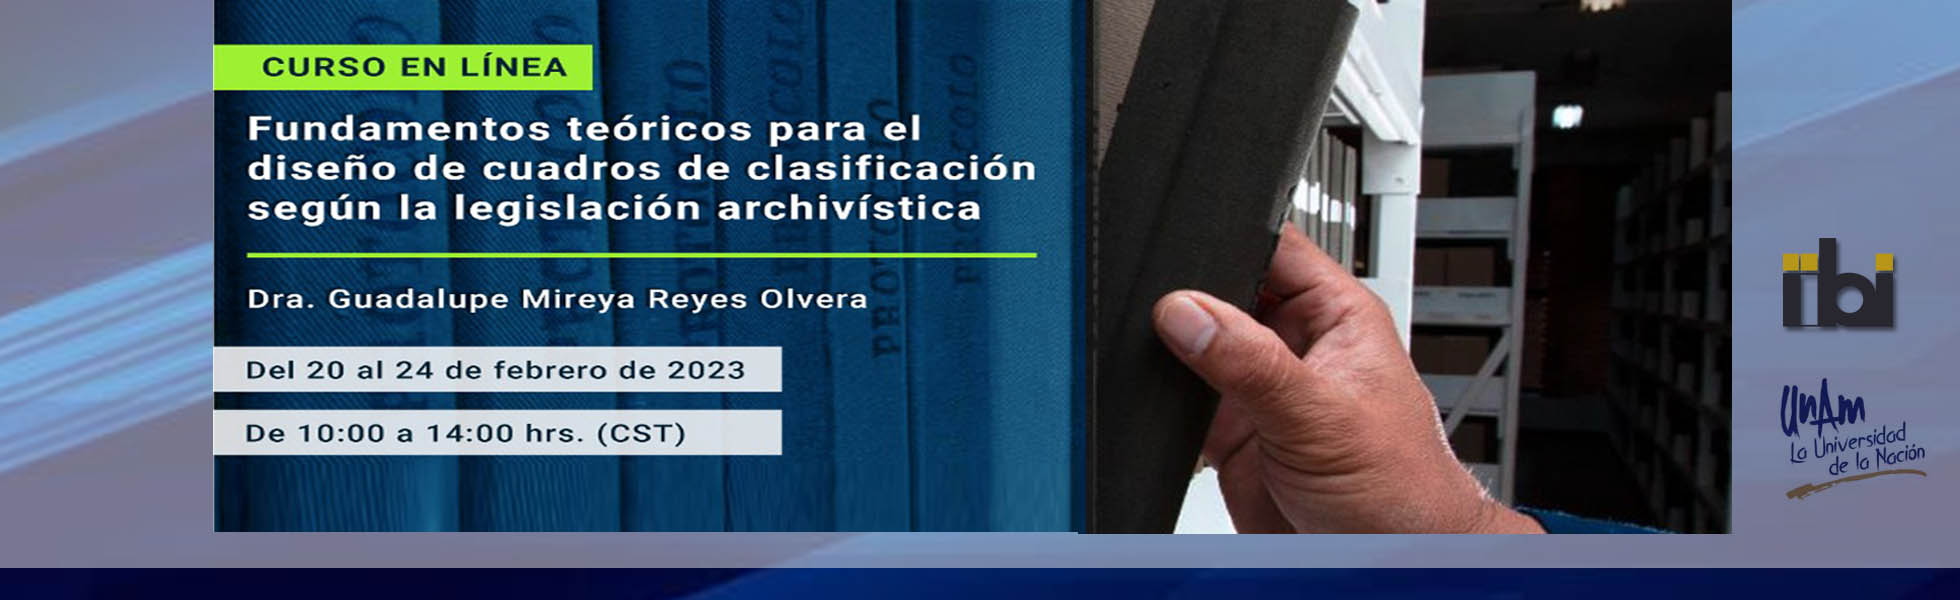 CURSO EN LÍNEA
Fundamentos teóricos para el
diseño de cuadros de clasificación
según la legislación archivística
Dra. Guadalupe Mireya Reyes Olvera
Del 20 al 24 de febrero de 2023
De 10:00 a 14:00 hrs. (CST)
PROTOCOLO
iibi
UnAm
La Universidad
de la Nación